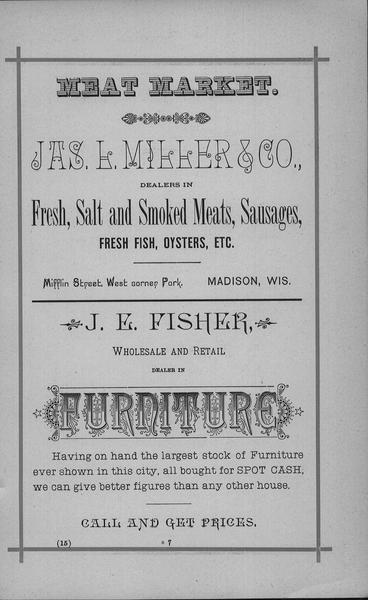 MEAT MARKET.
JAS. L. MILLER & CO.,
DEALERS IN
Fresh, Salt and Smoked Meats, Sausages,
FRESH FISH, OYSTERS, ETC.
Mifflin Street, West corner Park, MADISON, WIS.
J. E. FISHER,
WHOLESALE AND RETAIL
DEALER IN
FURNITURE
Having on hand the largest stock of Furniture
ever shown in this city, all bought for SPOT CASH,
we can give better figures than any other house.
CALL AND GET PRICES.
(15) * 7